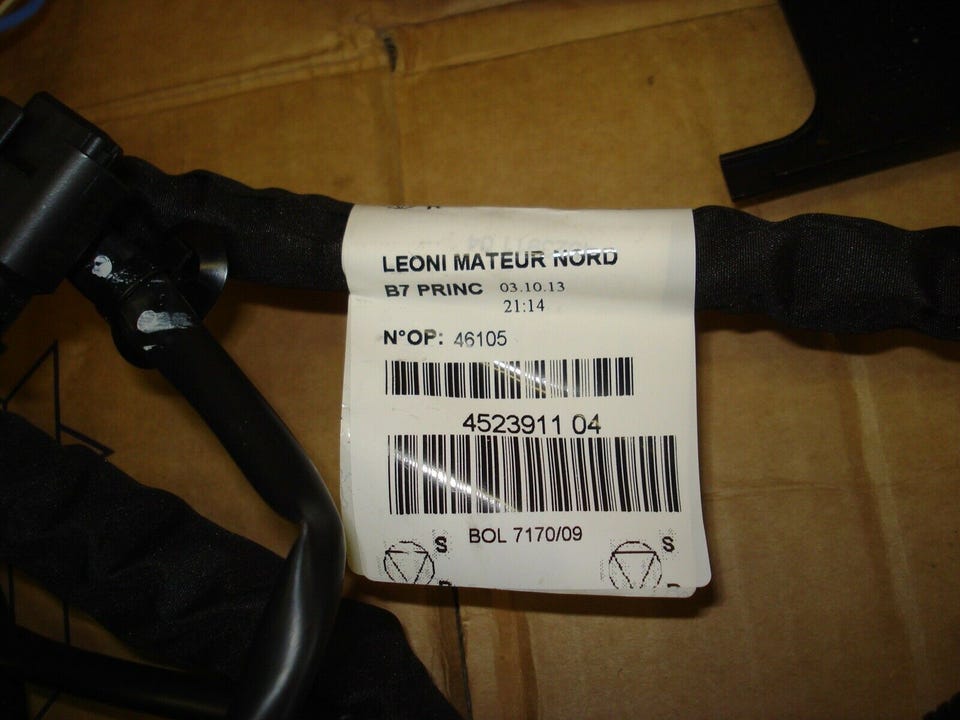 LEONI MATEUR NORD
B7 PRINC 03.10.13
21:14
N°OP: 46105
4523911 04
BOL 7170/09
S
S